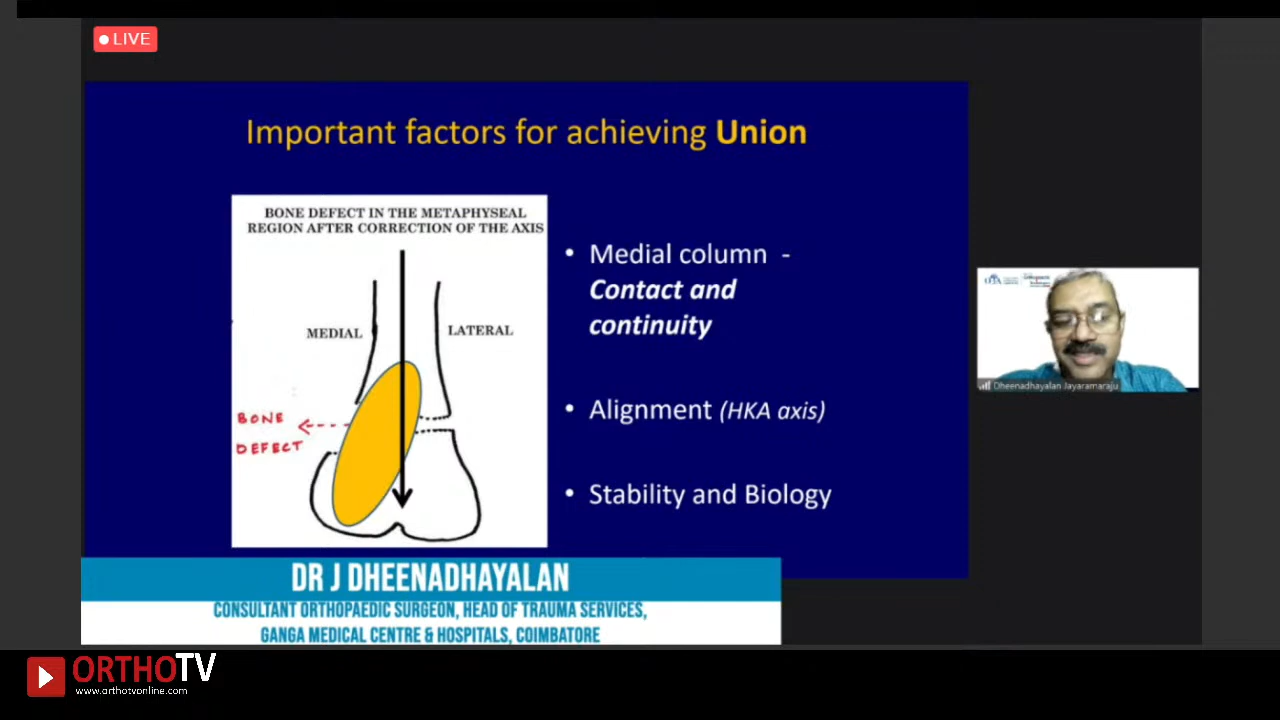 LIVE
Important factors for achieving Union
BONE DEFECT IN THE METAPHYSEAL
REGION AFTER CORRECTION OF THE AXIS
MEDIAL
LATERAL
BONE
DEFECT
• Medial column -
Contact and
continuity
• Alignment (HKA axis)
• Stability and Biology
Dheenadhayalan Jayaramaraju
DR J DHEENADHAYALAN
CONSULTANT ORTHOPAEDIC SURGEON, HEAD OF TRAUMA SERVICES,
GANGA MEDICAL CENTRE & HOSPITALS, COIMBATORE
ORTHOTV
www.orthotvonline.com